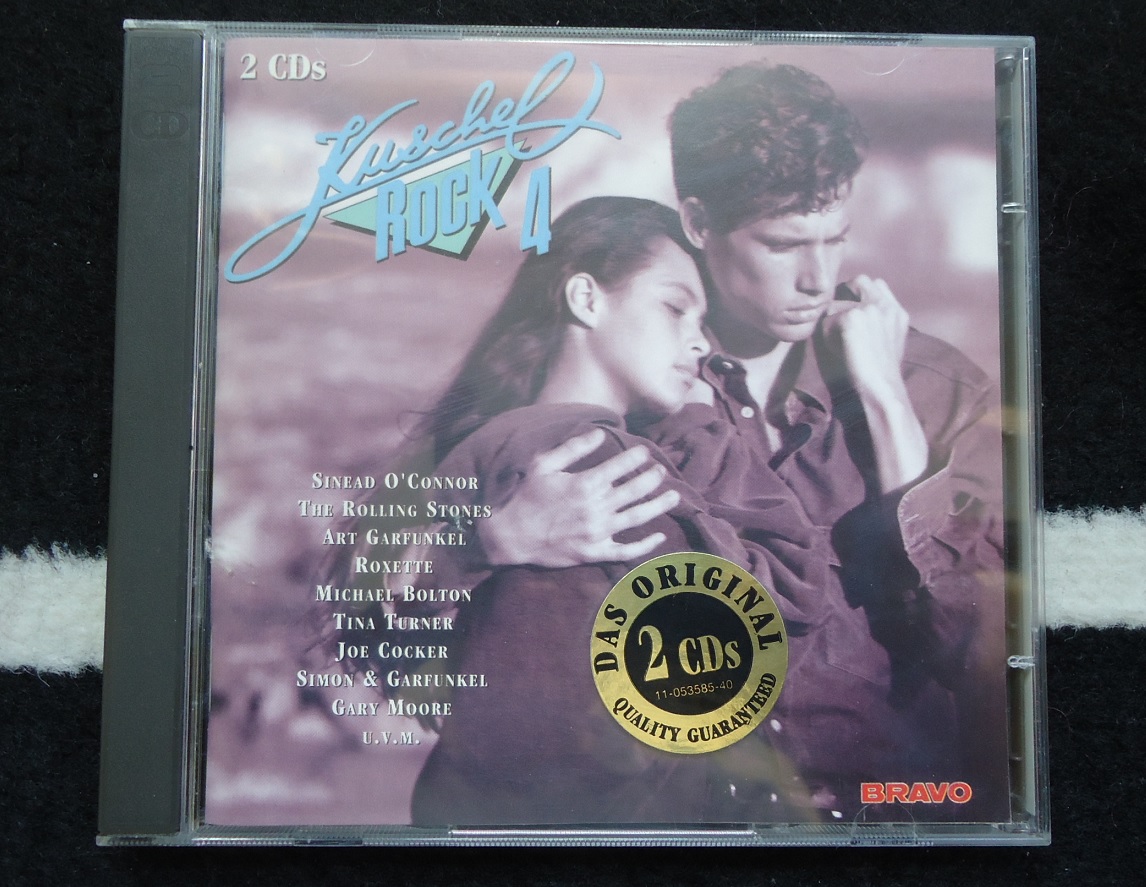 2 CDs
Kuschel
ROCK 4
SINEAD O'CONNOR
THE ROLLING STONES
ART GARFUNKEL
ROXETTE
MICHAEL BOLTON
TINA TURNER
JOE COCKER
SIMON & GARFUNKEL
GARY MOORE
U.V.M.
DAS ORIGINAL
2 CDs
11-053585-40
QUALITY GUARANTEED
BRAVO